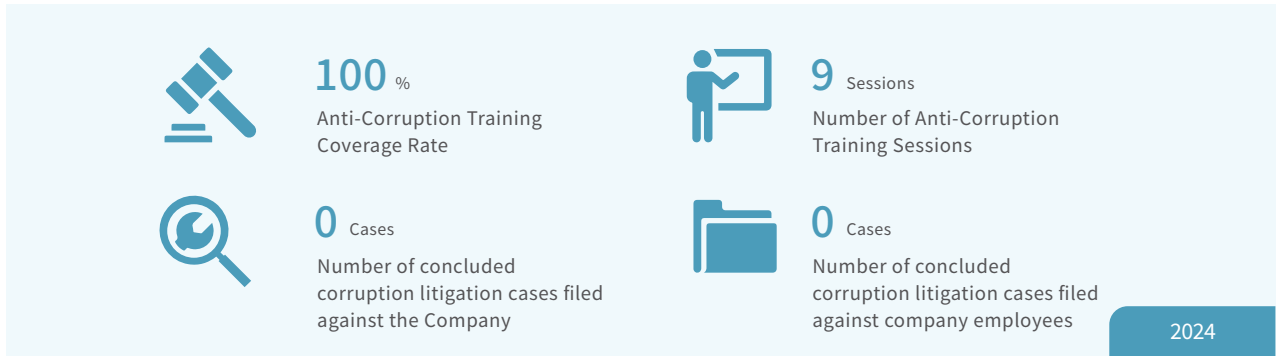 100 %
Anti-Corruption Training
Coverage Rate
9 Sessions
Number of Anti-Corruption
Training Sessions
0 Cases
Number of concluded
corruption litigation cases filed
against the Company
0 Cases
Number of concluded
corruption litigation cases filed
against company employees
2024